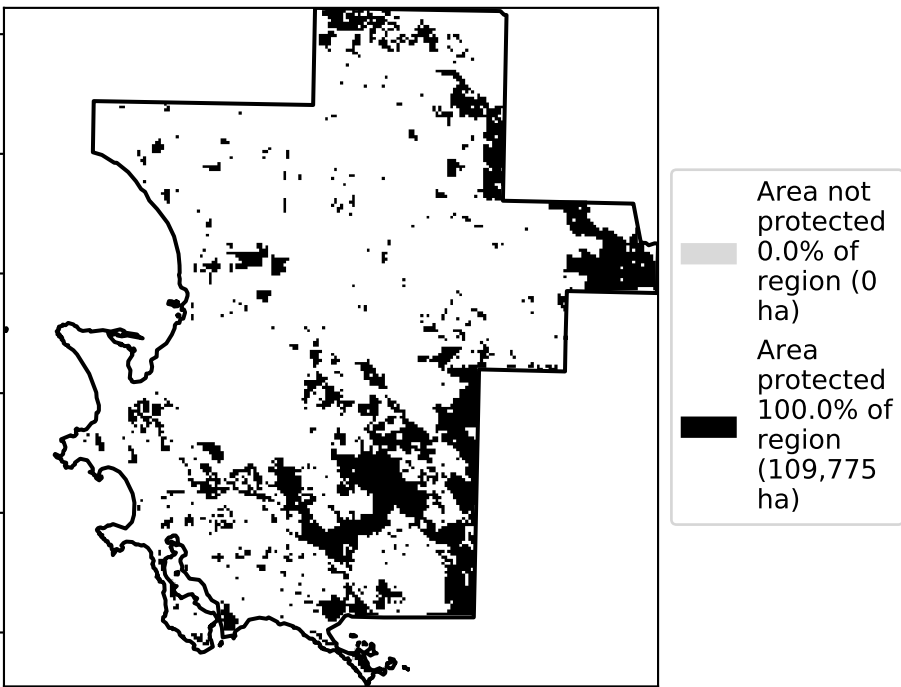 Area not
protected
0.0% of
region (0
ha)
Area
protected
100.0% of
region
(109,775
ha)